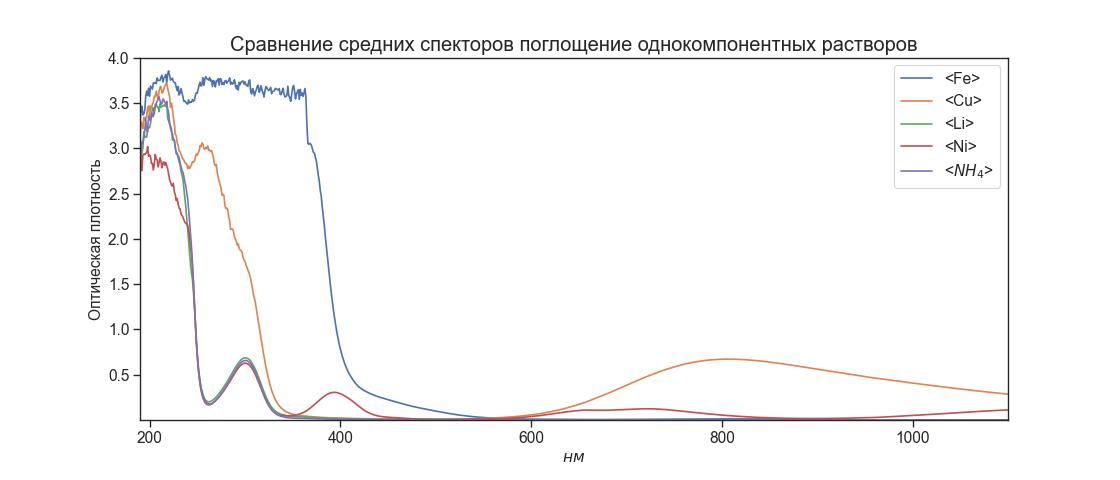 Сравнение средних спекторов поглощение однокомпонентных растворов
4.0
3.5
3.0
2.5
2.0
1.5
1.0
0.5
Оптическая плотность
<Fe>
<Cu>
<Li>
<Ni>
<NH₄>
200 400 600 800 1000
нм